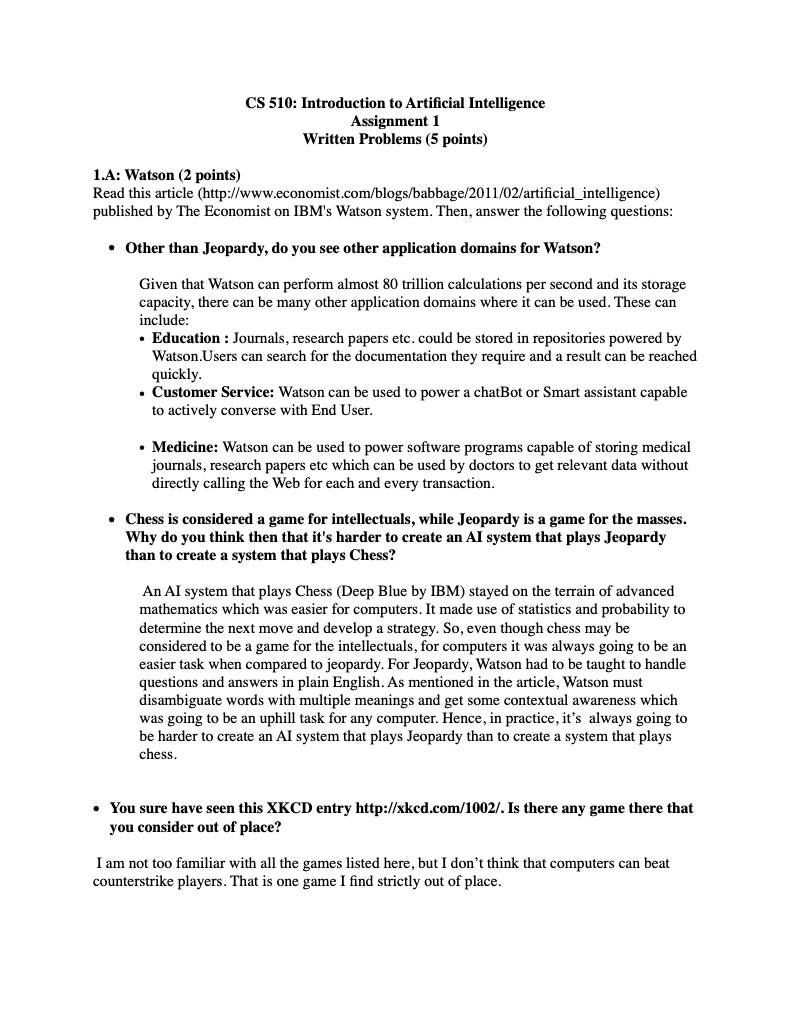 CS 510: Introduction to Artificial Intelligence
Assignment 1
Written Problems (5 points)
1.A: Watson (2 points)
Read this article (http://www.economist.com/blogs/babbage/2011/02/artificial_intelligence)
published by The Economist on IBM's Watson system. Then, answer the following questions:
• Other than Jeopardy, do you see other application domains for Watson?
Given that Watson can perform almost 80 trillion calculations per second and its storage
capacity, there can be many other application domains where it can be used. These can
include:
• Education : Journals, research papers etc. could be stored in repositories powered by
Watson.Users can search for the documentation they require and a result can be reached
quickly.
• Customer Service: Watson can be used to power a chatBot or Smart assistant capable
to actively converse with End User.
• Medicine: Watson can be used to power software programs capable of storing medical
journals, research papers etc which can be used by doctors to get relevant data without
directly calling the Web for each and every transaction.
• Chess is considered a game for intellectuals, while Jeopardy is a game for the masses.
Why do you think then that it's harder to create an AI system that plays Jeopardy
than to create a system that plays Chess?
An AI system that plays Chess (Deep Blue by IBM) stayed on the terrain of advanced
mathematics which was easier for computers. It made use of statistics and probability to
determine the next move and develop a strategy. So, even though chess may be
considered to be a game for the intellectuals, for computers it was always going to be an
easier task when compared to jeopardy. For Jeopardy, Watson had to be taught to handle
questions and answers in plain English. As mentioned in the article, Watson must
disambiguate words with multiple meanings and get some contextual awareness which
was going to be an uphill task for any computer. Hence, in practice, it’s always going to
be harder to create an AI system that plays Jeopardy than to create a system that plays
chess.
• You sure have seen this XKCD entry http://xkcd.com/1002/. Is there any game there that
you consider out of place?
I am not too familiar with all the games listed here, but I don’t think that computers can beat
counterstrike players. That is one game I find strictly out of place.